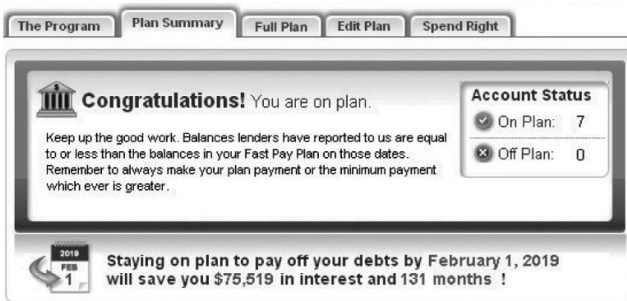 The Program
Plan Summary
Full Plan
Edit Plan
Spend Right
Congratulations! You are on plan.
Keep up the good work. Balances lenders have reported to us are equal
to or less than the balances in your Fast Pay Plan on those dates.
Remember to always make your plan payment or the minimum payment
which ever is greater.
Account Status
On Plan: 7
Off Plan: 0
2019
FEB
1
Staying on plan to pay off your debts by February 1, 2019
will save you $75,519 in interest and 131 months !